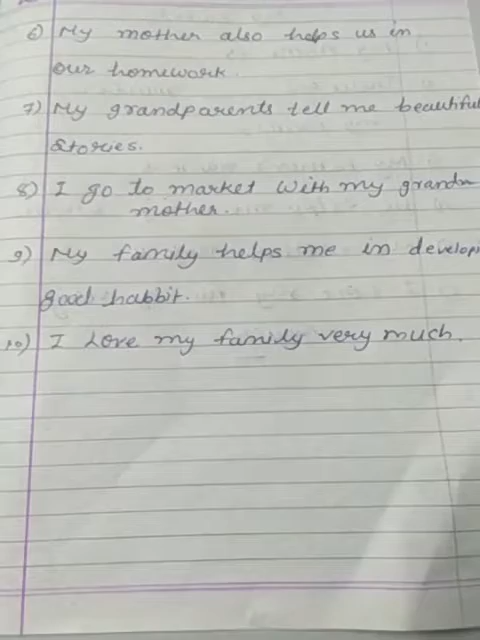 6) My mother also helps us in
our homework.
7) My grandparents tell me beautiful
stories.
8) I go to market with my grand
mother.
9) My family helps me in develop
good habbit.
10) I Love my family very much.